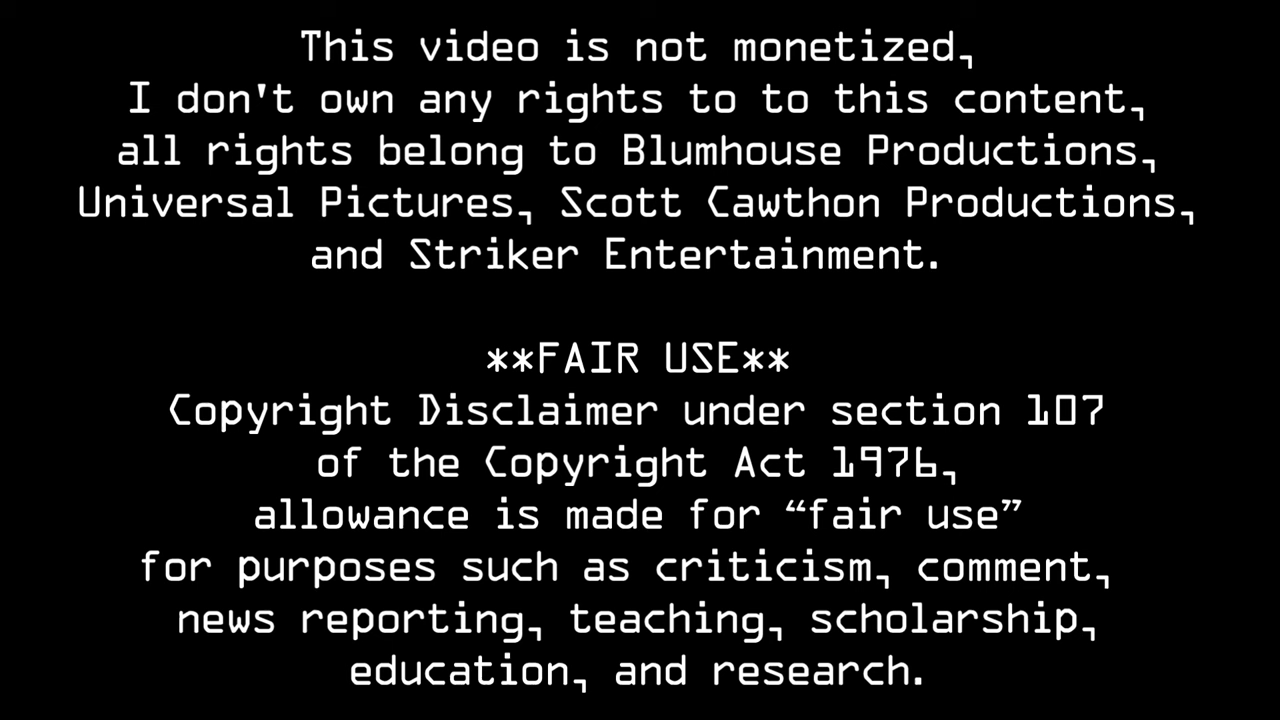 This video is not monetized,
I don't own any rights to to this content,
all rights belong to Blumhouse Productions,
Universal Pictures, Scott Cawthon Productions,
and Striker Entertainment.
**FAIR USE**
Copyright Disclaimer under section 107
of the Copyright Act 1976,
allowance is made for “fair use”
for purposes such as criticism, comment,
news reporting, teaching, scholarship,
education, and research.